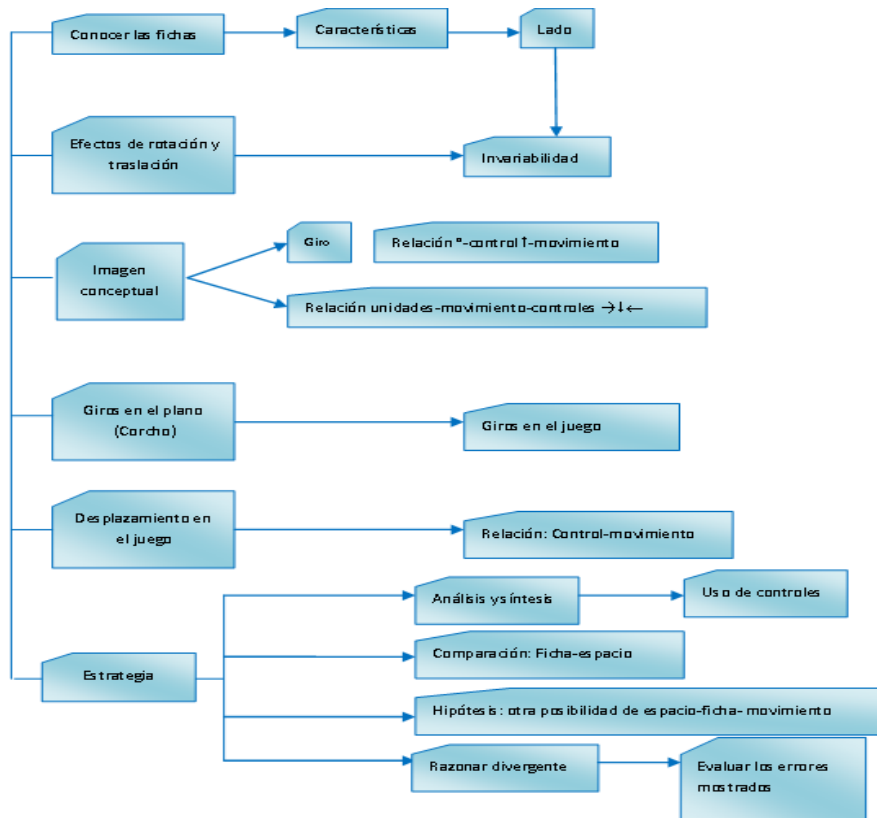 Conocer las fichas
Características
Lado
Efectos de rotación y
traslación
Invariabilidad
Imagen
conceptual
Giro
Relación °-control ↑-movimiento
Relación unidades-movimiento-controles →↓←
Giros en el plano
(Corcho)
Giros en el juego
Desplazamiento en
el juego
Relación: Control-movimiento
Estrategia
Análisis y síntesis
Uso de controles
Comparación: Ficha-espacio
Hipótesis: otra posibilidad de espacio-ficha- movimiento
Razonar divergente
Evaluar los errores
mostrados